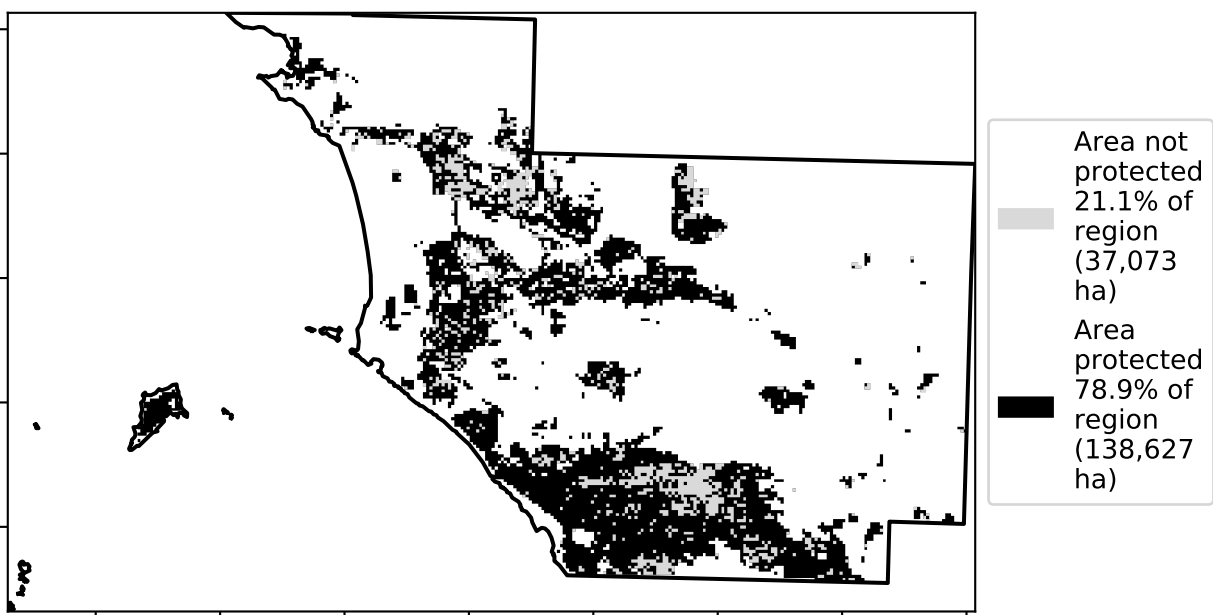 Area not
protected
21.1% of
region
(37,073
ha)
Area
protected
78.9% of
region
(138,627
ha)